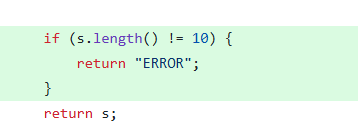 if (s.length() != 10) {
    return "ERROR";
}
return s;